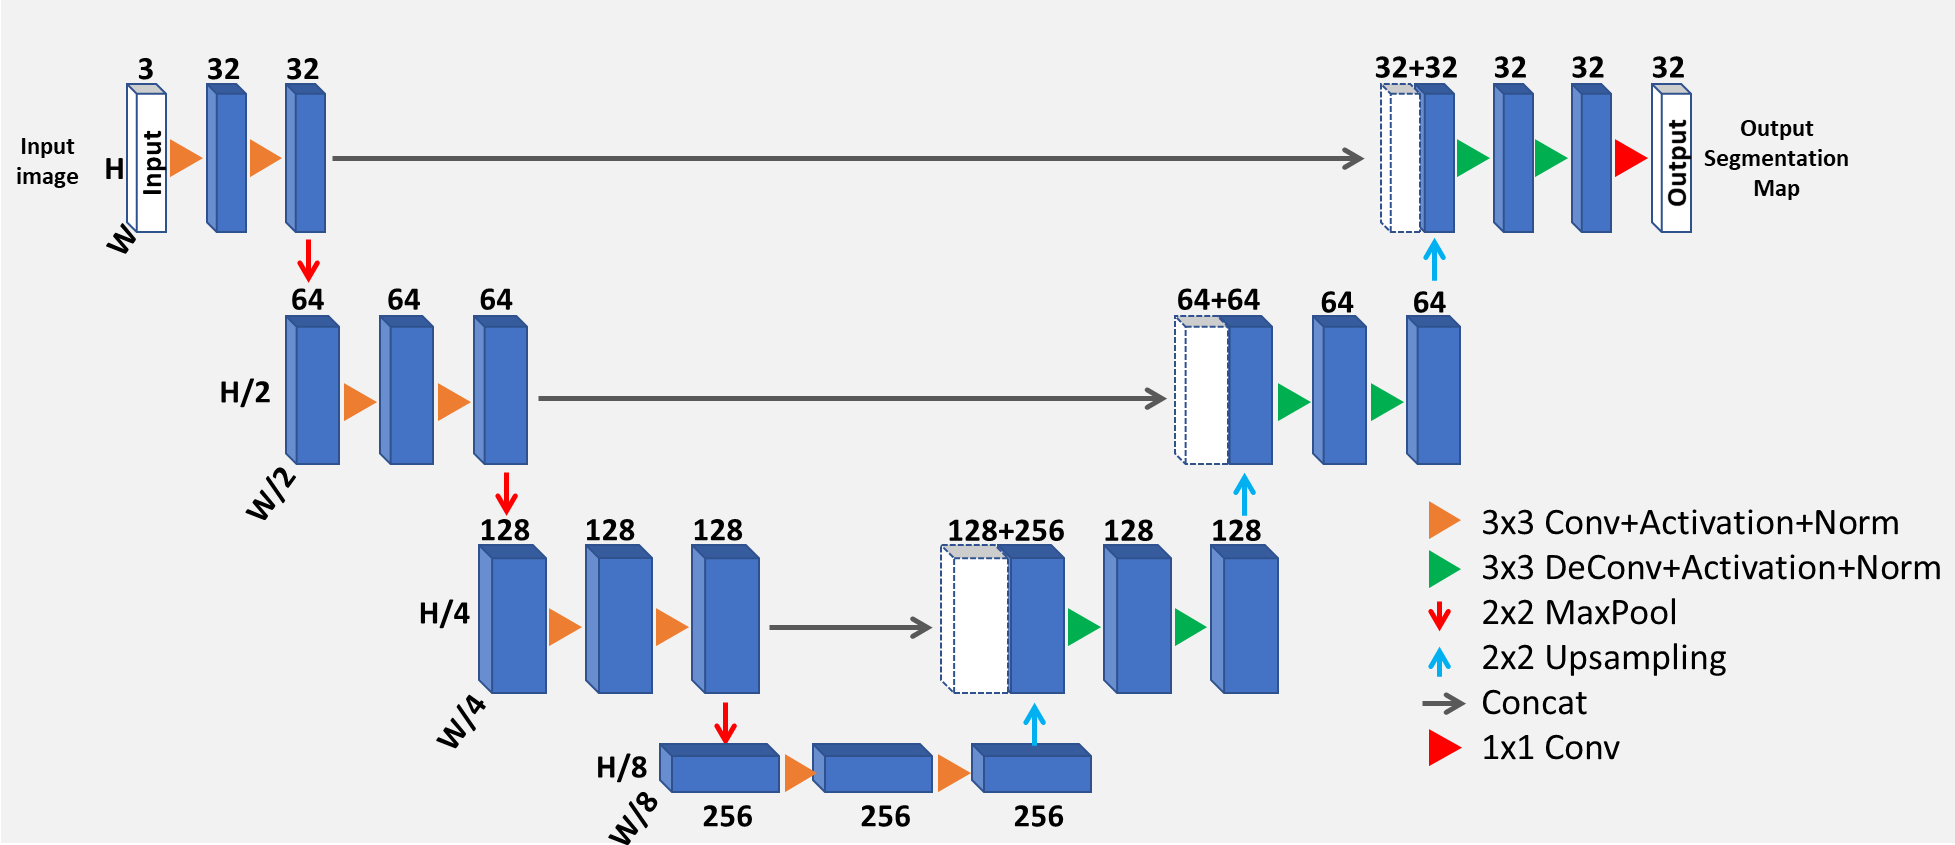 3 32 32 32+32 32 32 32
Input
image
H
Input
W
Output
Output
Segmentation
Map
64 64 64 64+64 64 64
H/2
W/2
128 128 128 128+256 128 128
H/4
W/4
H/8
W/8
256 256 256
3x3 Conv+Activation+Norm
3x3 DeConv+Activation+Norm
2x2 MaxPool
2x2 Upsampling
Concat
1x1 Conv